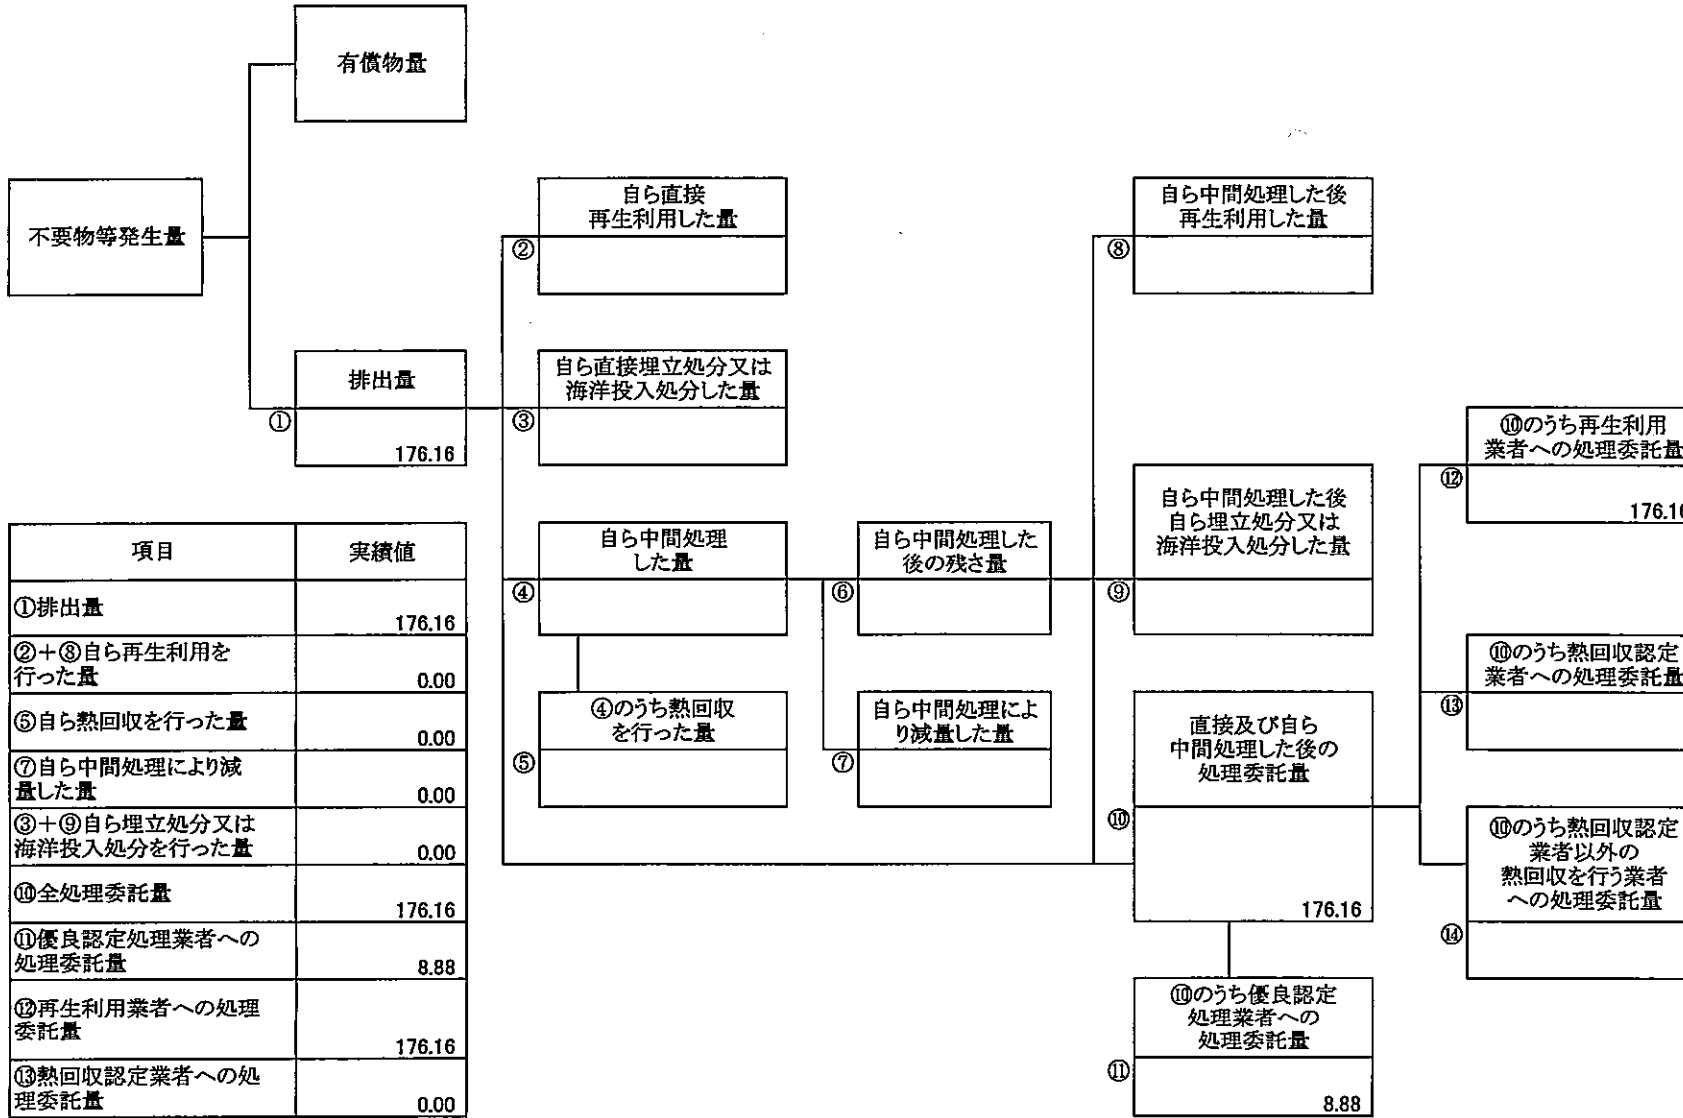 有償物量
不要物等発生量
排出量
①
176.16
自ら直接
再生利用した量
②
自ら直接埋立処分又は
海洋投入処分した量
③
自ら中間処理
した量
④
④のうち熱回収
を行った量
⑤
自ら中間処理した
後の残さ量
⑥
自ら中間処理によ
り減量した量
⑦
自ら中間処理した後
再生利用した量
⑧
自ら中間処理した後
自ら埋立処分又は
海洋投入処分した量
⑨
直接及び自ら
中間処理した後の
処理委託量
⑩
176.16
⑩のうち優良認定
処理業者への
処理委託量
⑪
8.88
⑩のうち再生利用
業者への処理委託量
⑫
176.16
⑩のうち熱回収認定
業者への処理委託量
⑬
⑩のうち熱回収認定
業者以外の
熱回収を行う業者
への処理委託量
⑭
項目 実績値
①排出量
176.16
②+⑧自ら再生利用を
行った量 0.00
⑤自ら熱回収を行った量
0.00
⑦自ら中間処理により減
量した量 0.00
③+⑨自ら埋立処分又は
海洋投入処分を行った量 0.00
⑩全処理委託量
176.16
⑪優良認定処理業者への
処理委託量 8.88
⑫再生利用業者への処理
委託量
176.16
⑬熱回収認定業者への処
理委託量 0.00